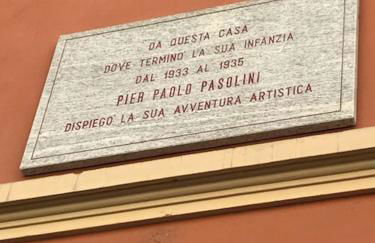 DA QUESTA CASA
DOVE TERMINO' LA SUA INFANZIA
DAL 1933 AL 1935
PIER PAOLO PASOLINI
DISPIEGO' LA SUA AVVENTURA ARTISTICA